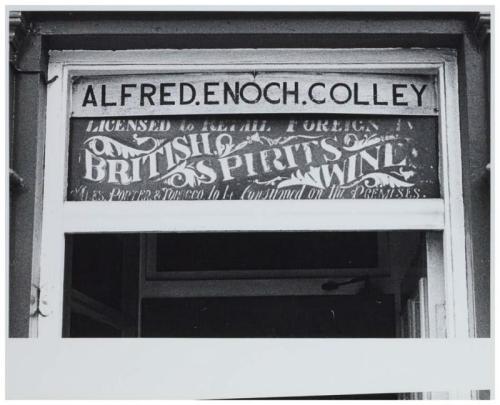 ALFRED.ENOCH.COLLEY
LICENSED to RETAIL FOREIGN
BRITISH SPIRITS WINE
ALES, PORTER & TOBACCO to be Consumed on the PREMISES.